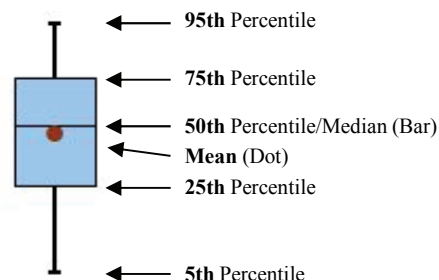 95th Percentile
75th Percentile
50th Percentile/Median (Bar)
Mean (Dot)
25th Percentile
5th Percentile